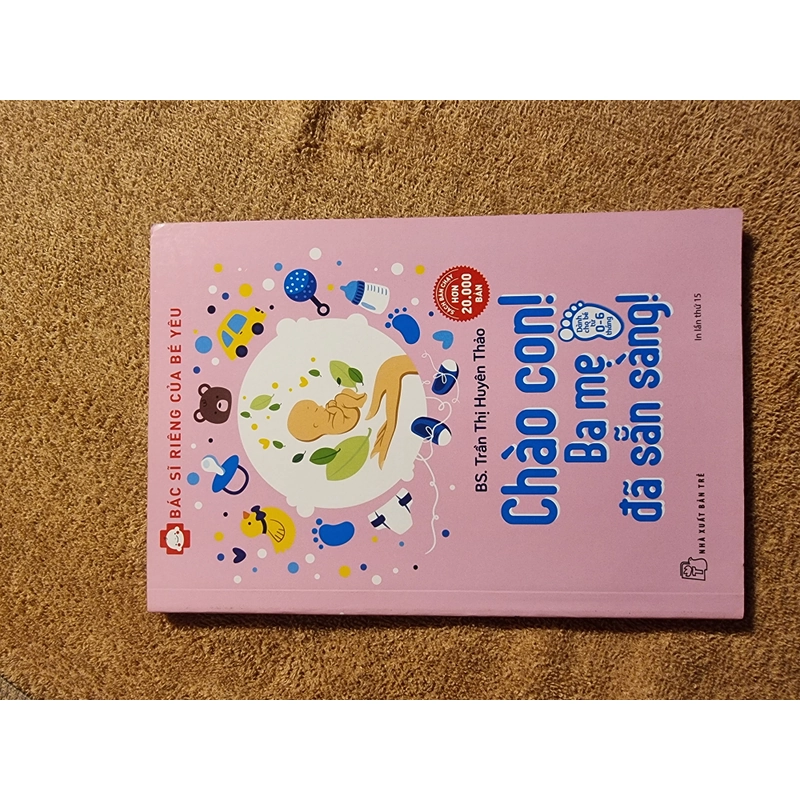 BÁC SĨ RIÊNG CỦA BÉ YÊU
SÁCH BÁN CHẠY
HƠN
20.000
BẢN
BS. Trần Thị Huyên Thảo
Chào con!
Ba mẹ
Dành
cho bé
từ
0-6
tháng
đã sẵn sàng!
NHÀ XUẤT BẢN TRẺ
In lần thứ 15